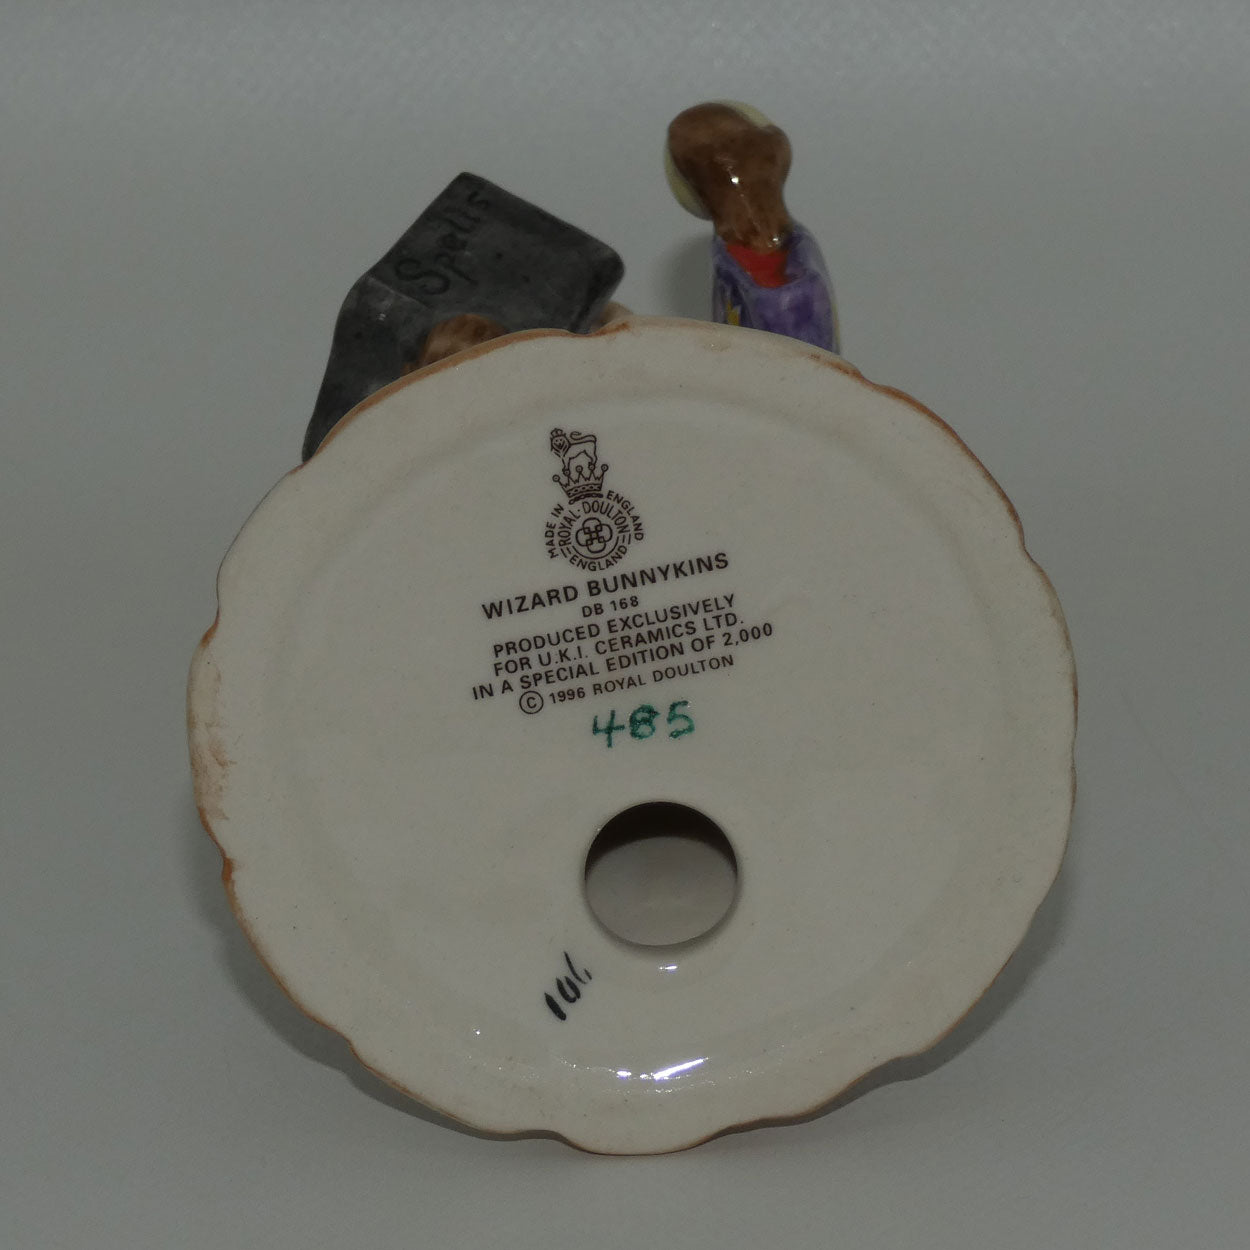 Spells
MADE IN ENGLAND
ROYAL·DOULTON
ENGLAND
WIZARD BUNNYKINS
DB 168
PRODUCED EXCLUSIVELY
FOR U.K.I. CERAMICS LTD.
IN A SPECIAL EDITION OF 2,000
© 1996 ROYAL DOULTON
485